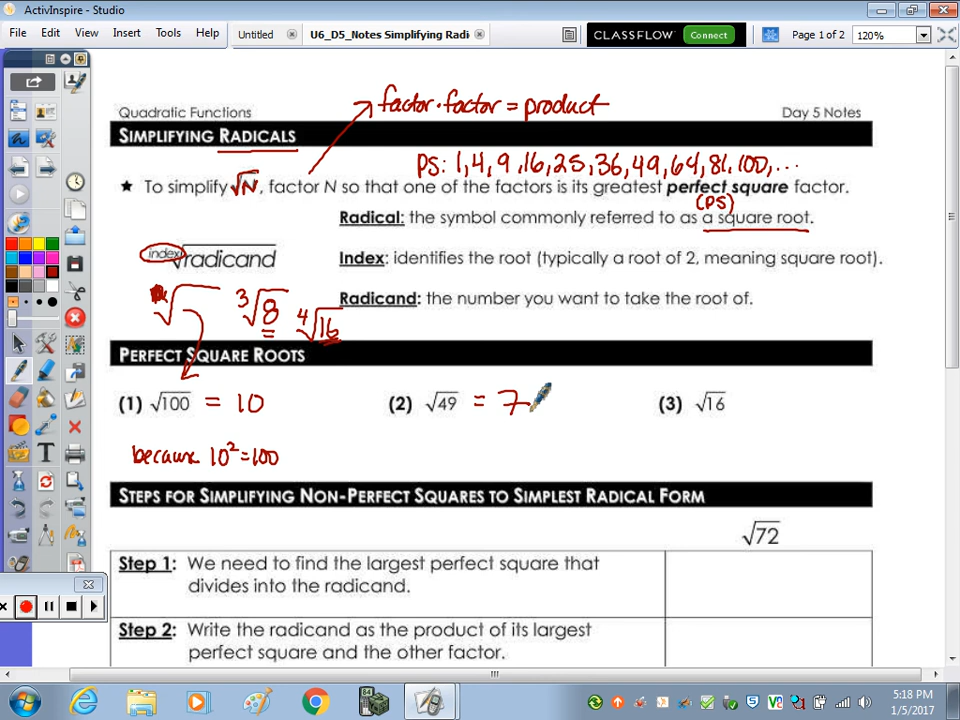 ActivInspire - Studio
File Edit View Insert Tools Help Untitled U6_D5_Notes Simplifying Radi CLASSFLOW Connect Page 1 of 2 120%
factor · factor = product
Quadratic Functions Day 5 Notes
SIMPLIFYING RADICALS
PS: 1, 4, 9, 16, 25, 36, 49, 64, 81, 100, ...
★ To simplify √N, factor N so that one of the factors is its greatest perfect square factor.
(PS)
Radical: the symbol commonly referred to as a square root.
index√radicand Index: identifies the root (typically a root of 2, meaning square root).
³√8 ⁴√16 Radicand: the number you want to take the root of.
PERFECT SQUARE ROOTS
(1) √100 = 10 (2) √49 = 7 (3) √16
because 10² = 100
STEPS FOR SIMPLIFYING NON-PERFECT SQUARES TO SIMPLEST RADICAL FORM
√72
Step 1: We need to find the largest perfect square that
divides into the radicand.
Step 2: Write the radicand as the product of its largest
perfect square and the other factor.
5:18 PM
1/5/2017